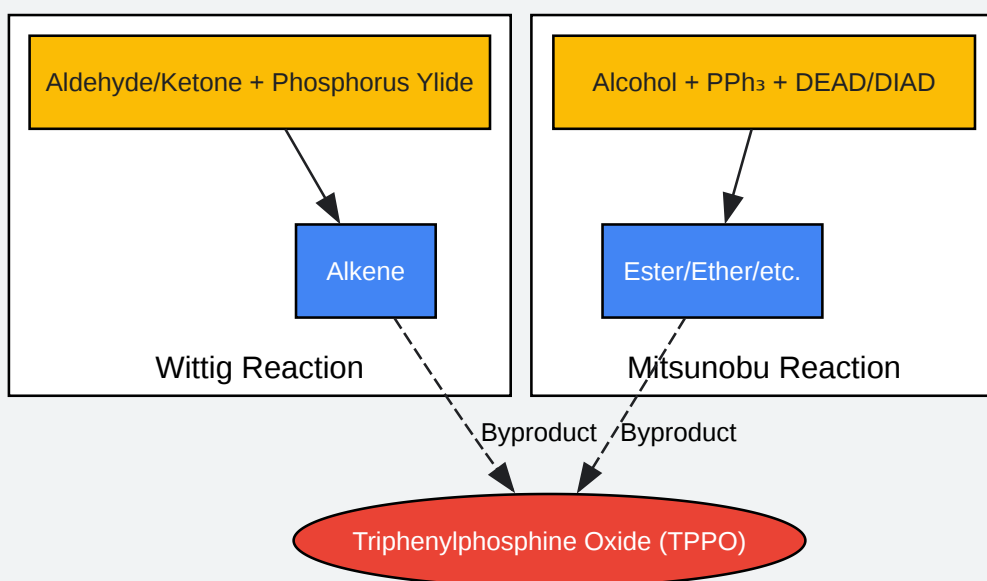 Aldehyde/Ketone + Phosphorus Ylide
Alkene
Wittig Reaction
Alcohol + PPh₃ + DEAD/DIAD
Ester/Ether/etc.
Mitsunobu Reaction
Byproduct
Byproduct
Triphenylphosphine Oxide (TPPO)